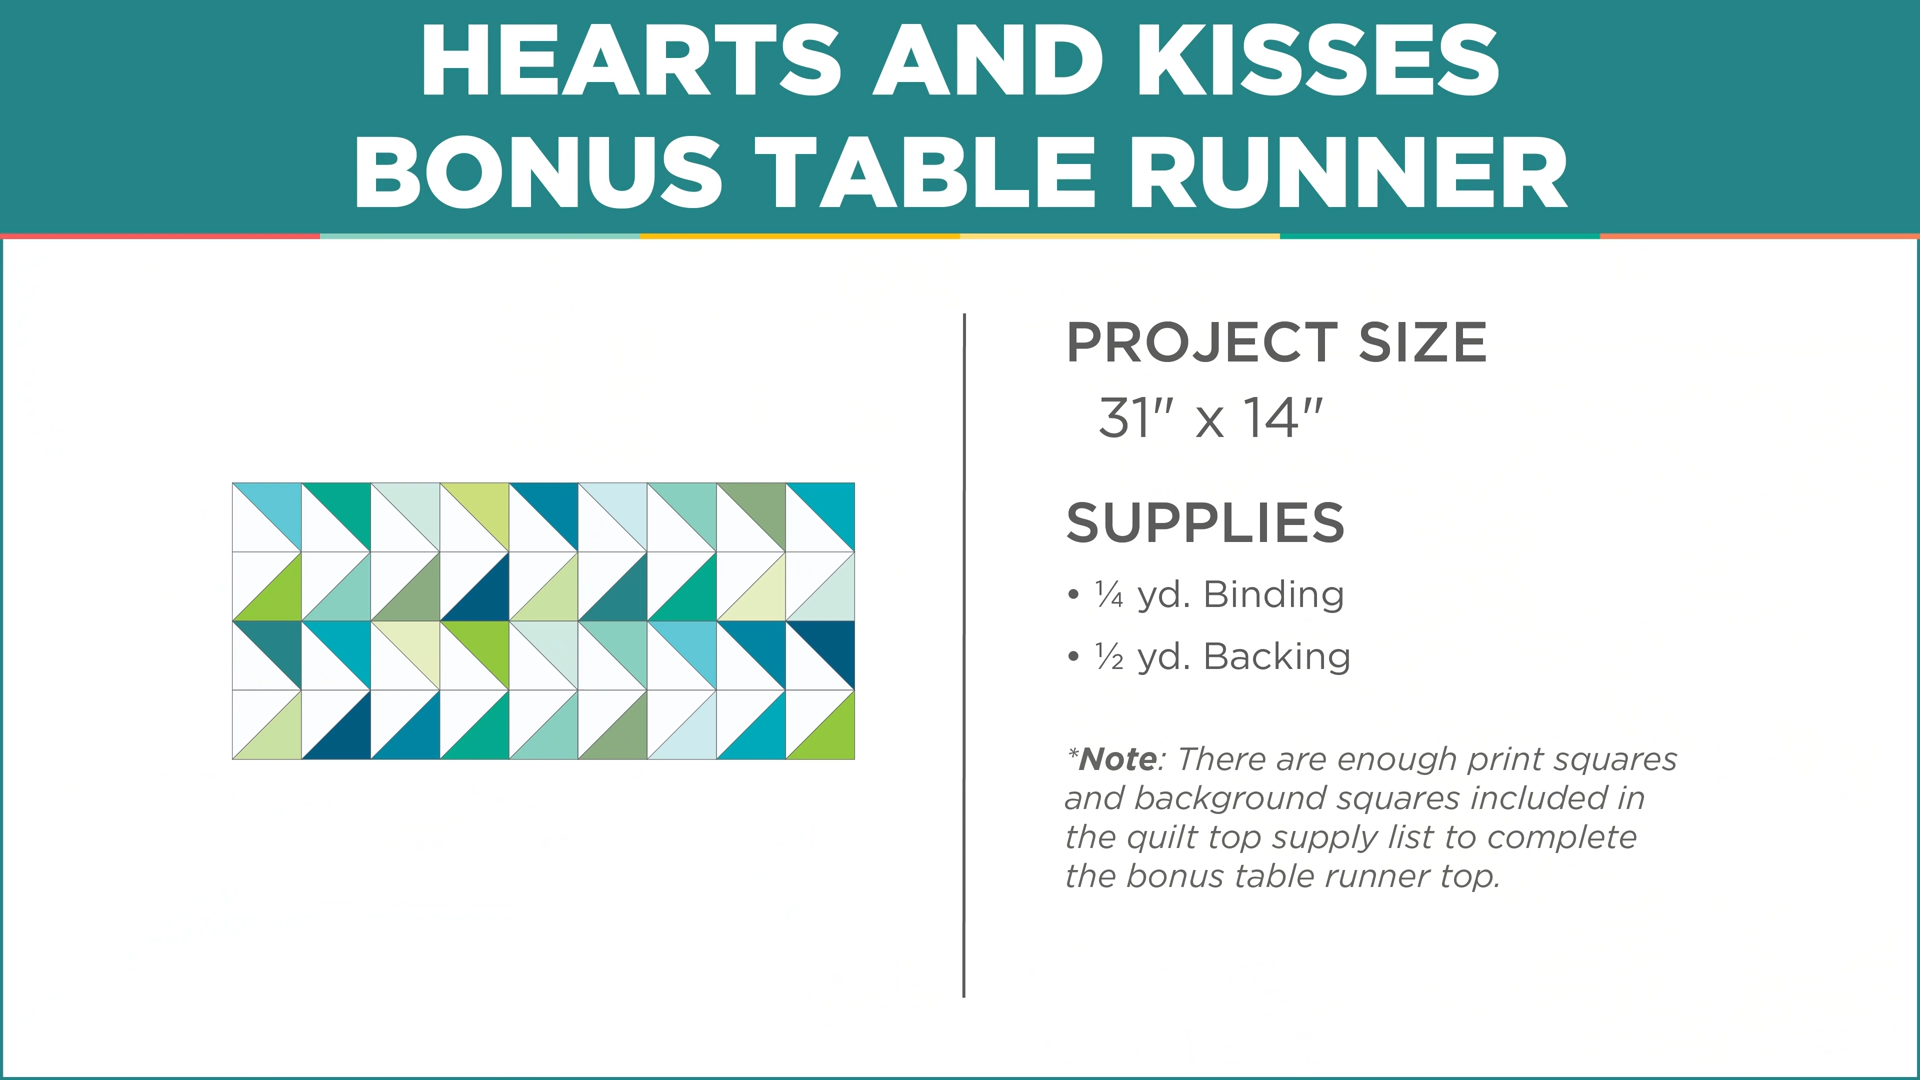 HEARTS AND KISSES
BONUS TABLE RUNNER
PROJECT SIZE
31" x 14"
SUPPLIES
• ¼ yd. Binding
• ½ yd. Backing
*Note: There are enough print squares
and background squares included in
the quilt top supply list to complete
the bonus table runner top.